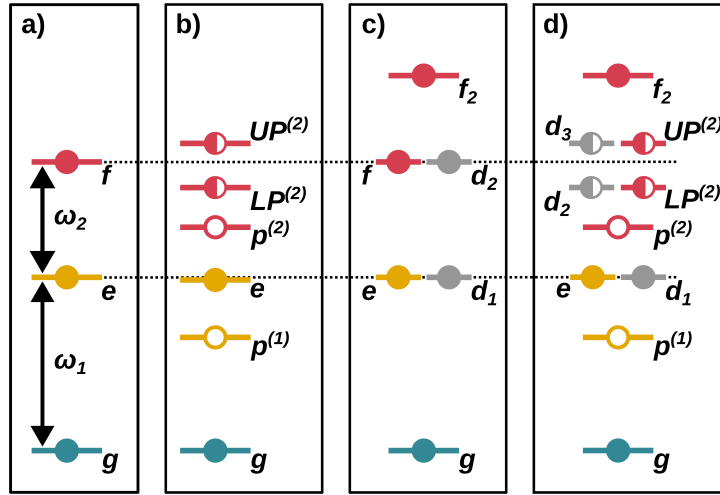 a)
f
ω₂
e
ω₁
g
b)
UP⁽²⁾
LP⁽²⁾
p⁽²⁾
e
p⁽¹⁾
g
c)
f₂
f d₂
e d₁
g
d)
f₂
d₃ UP⁽²⁾
d₂ LP⁽²⁾
p⁽²⁾
e d₁
p⁽¹⁾
g